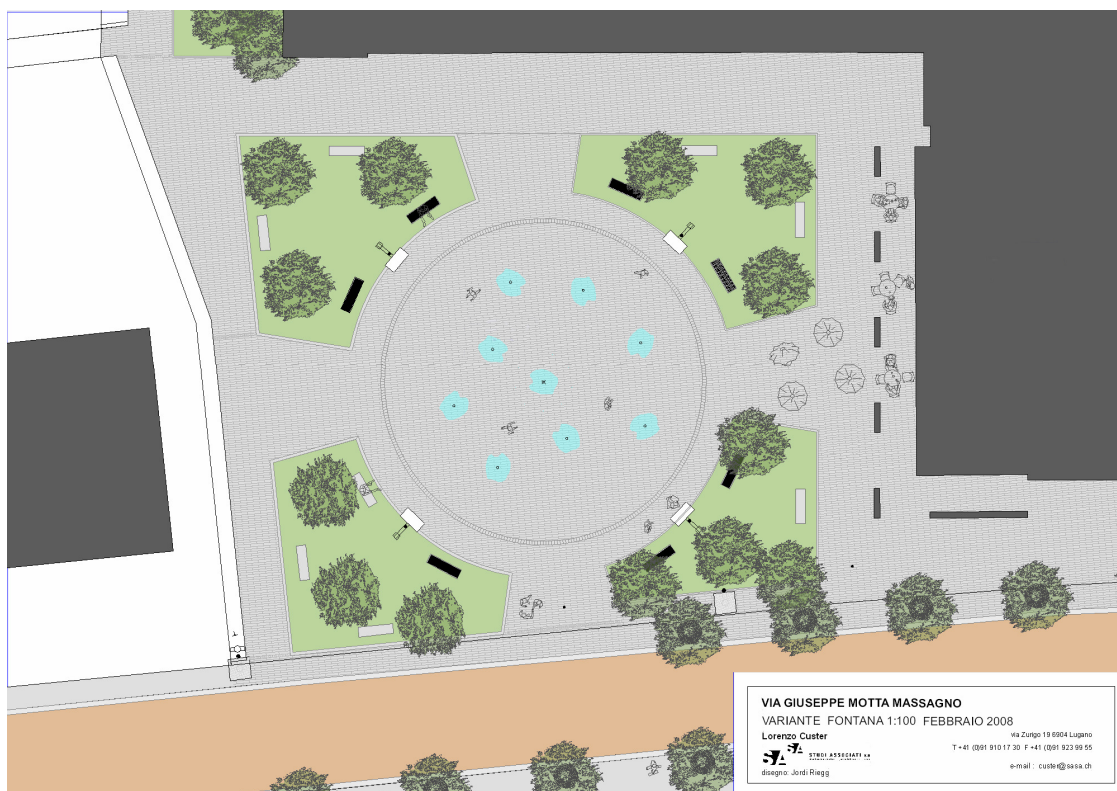 VIA GIUSEPPE MOTTA MASSAGNO
VARIANTE FONTANA 1:100 FEBBRAIO 2008
Lorenzo Custer
via Zurigo 19 6904 Lugano
SA SA STUDI ASSOCIATI SA
T +41 (0)91 910 17 30 F +41 (0)91 923 99 55
e-mail : custer@sasa.ch
disegno: Jordi Riegg